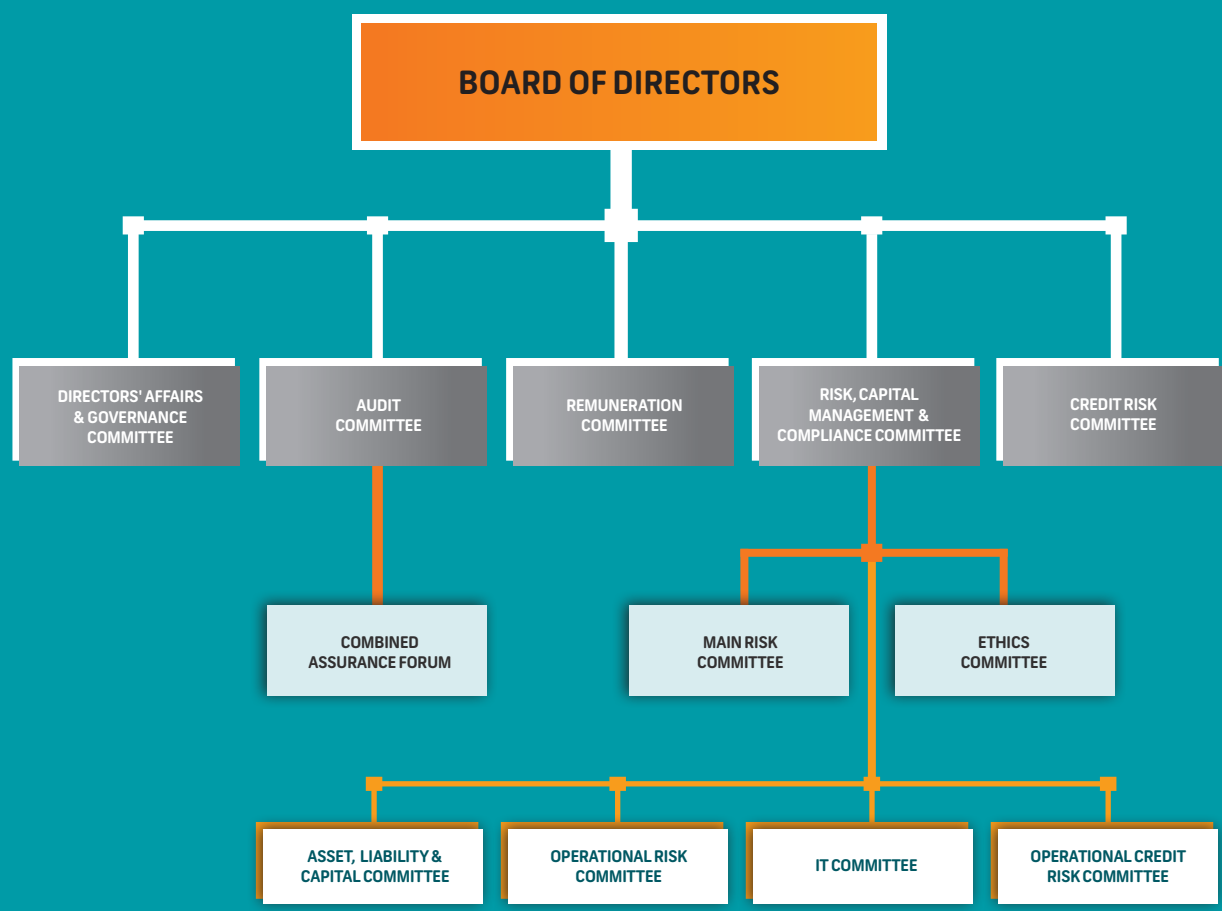 BOARD OF DIRECTORS
DIRECTORS' AFFAIRS
& GOVERNANCE
COMMITTEE
AUDIT
COMMITTEE
REMUNERATION
COMMITTEE
RISK, CAPITAL
MANAGEMENT &
COMPLIANCE COMMITTEE
CREDIT RISK
COMMITTEE
COMBINED
ASSURANCE FORUM
MAIN RISK
COMMITTEE
ETHICS
COMMITTEE
ASSET, LIABILITY &
CAPITAL COMMITTEE
OPERATIONAL RISK
COMMITTEE
IT COMMITTEE
OPERATIONAL CREDIT
RISK COMMITTEE